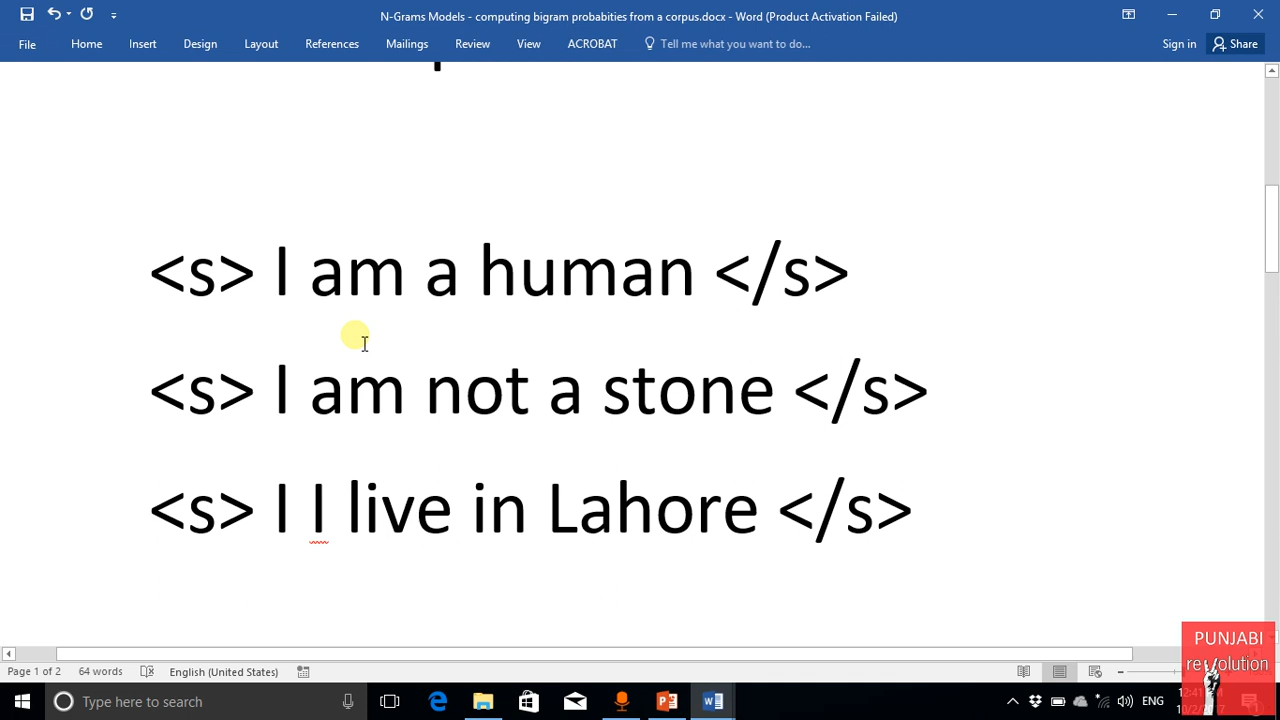 N-Grams Models - computing bigram probabities from a corpus.docx - Word (Product Activation Failed)
File Home Insert Design Layout References Mailings Review View ACROBAT Tell me what you want to do... Sign in Share
<s> I am a human </s>
<s> I am not a stone </s>
<s> I I live in Lahore </s>
PUNJABI
revolution
Page 1 of 2 64 words English (United States)
Type here to search
ENG